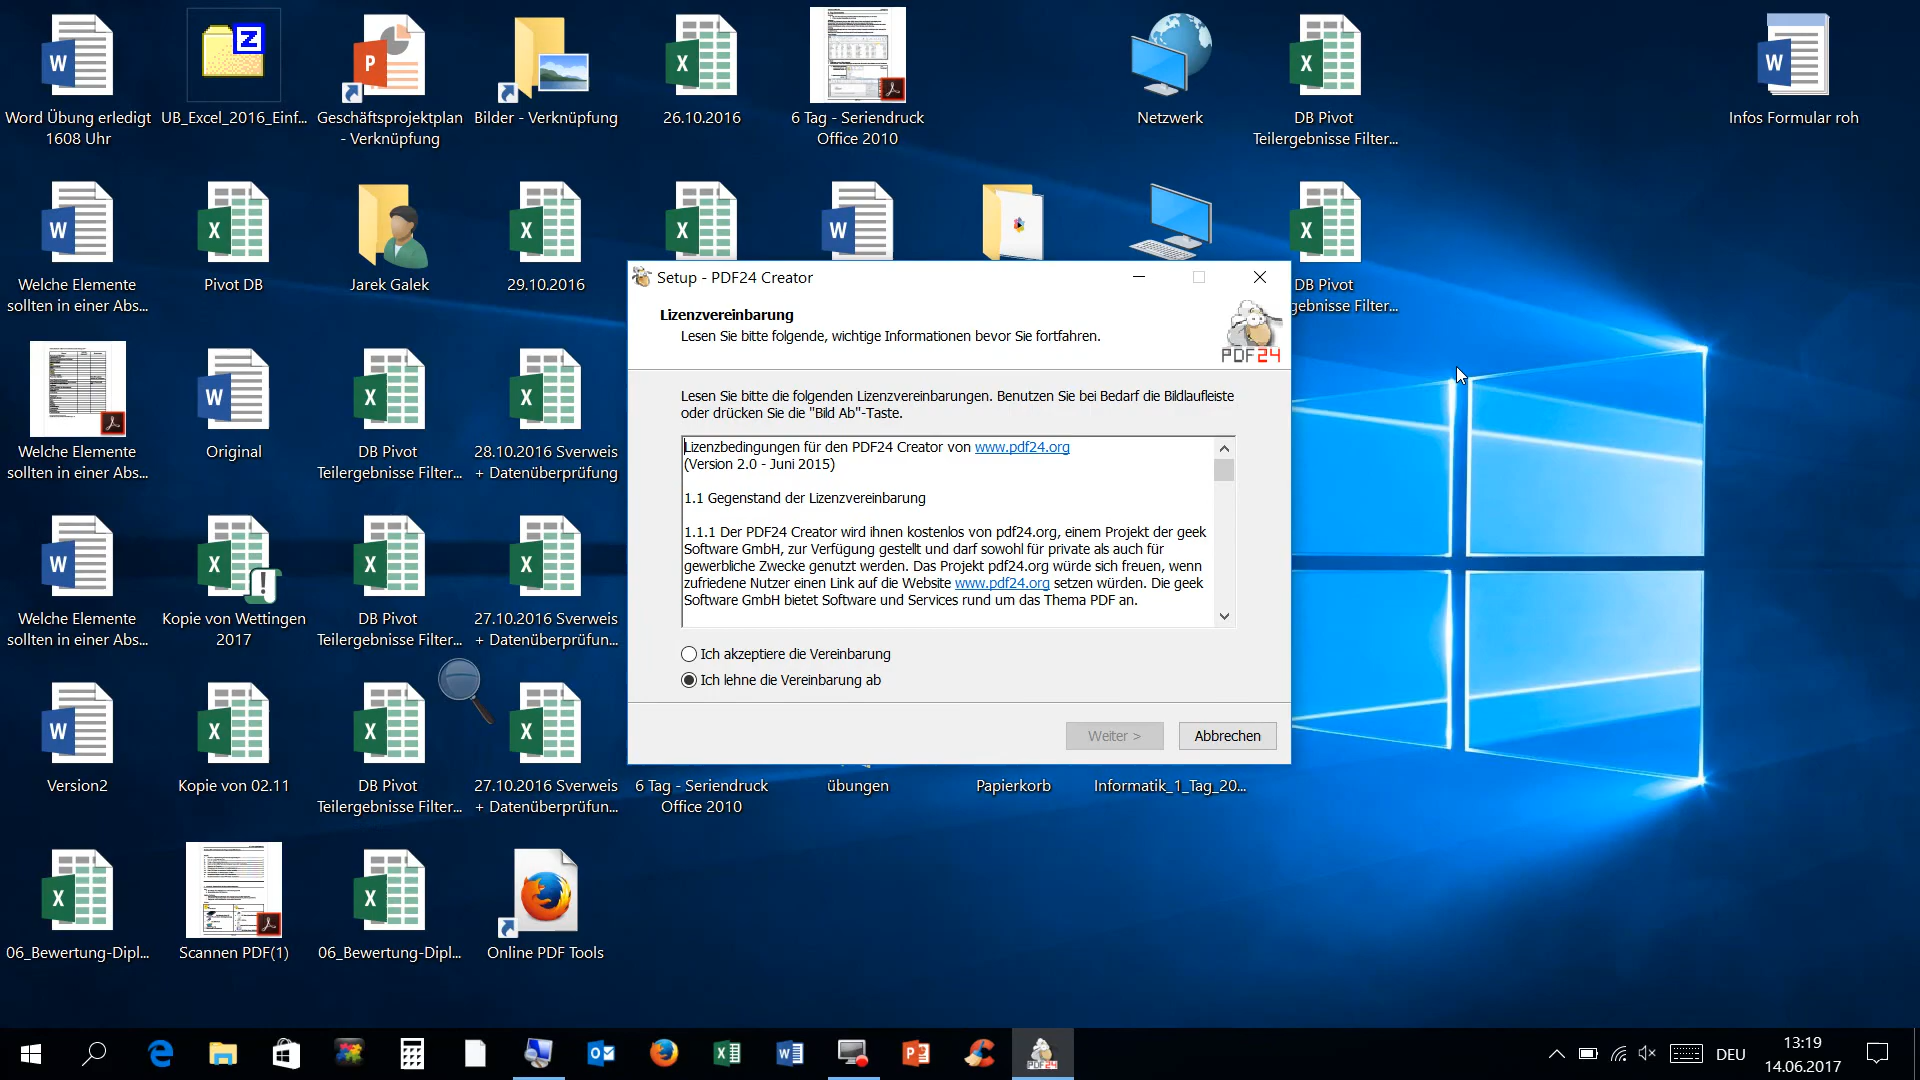 Word Übung erledigt
1608 Uhr
UB_Excel_2016_Einf...
Geschäftsprojektplan
- Verknüpfung
Bilder - Verknüpfung
26.10.2016
6 Tag - Seriendruck
Office 2010
Netzwerk
DB Pivot
Teilergebnisse Filter...
Infos Formular roh
Welche Elemente
sollten in einer Abs...
Pivot DB
Jarek Galek
29.10.2016
DB Pivot
gebnisse Filter...
Setup - PDF24 Creator
Lizenzvereinbarung
Lesen Sie bitte folgende, wichtige Informationen bevor Sie fortfahren.
PDF24
Lesen Sie bitte die folgenden Lizenzvereinbarungen. Benutzen Sie bei Bedarf die Bildlaufleiste
oder drücken Sie die "Bild Ab"-Taste.
Lizenzbedingungen für den PDF24 Creator von www.pdf24.org
(Version 2.0 - Juni 2015)
1.1 Gegenstand der Lizenzvereinbarung
1.1.1 Der PDF24 Creator wird ihnen kostenlos von pdf24.org, einem Projekt der geek
Software GmbH, zur Verfügung gestellt und darf sowohl für private als auch für
gewerbliche Zwecke genutzt werden. Das Projekt pdf24.org würde sich freuen, wenn
zufriedene Nutzer einen Link auf die Website www.pdf24.org setzen würden. Die geek
Software GmbH bietet Software und Services rund um das Thema PDF an.
Ich akzeptiere die Vereinbarung
Ich lehne die Vereinbarung ab
Weiter >
Abbrechen
Welche Elemente
sollten in einer Abs...
Original
DB Pivot
Teilergebnisse Filter...
28.10.2016 Sverweis
+ Datenüberprüfung
Welche Elemente
sollten in einer Abs...
Kopie von Wettingen
2017
DB Pivot
Teilergebnisse Filter...
27.10.2016 Sverweis
+ Datenüberprüfun...
Version2
Kopie von 02.11
DB Pivot
Teilergebnisse Filter...
27.10.2016 Sverweis
+ Datenüberprüfun...
6 Tag - Seriendruck
Office 2010
übungen
Papierkorb
Informatik_1_Tag_20...
06_Bewertung-Dipl...
Scannen PDF(1)
06_Bewertung-Dipl...
Online PDF Tools
DEU
13:19
14.06.2017